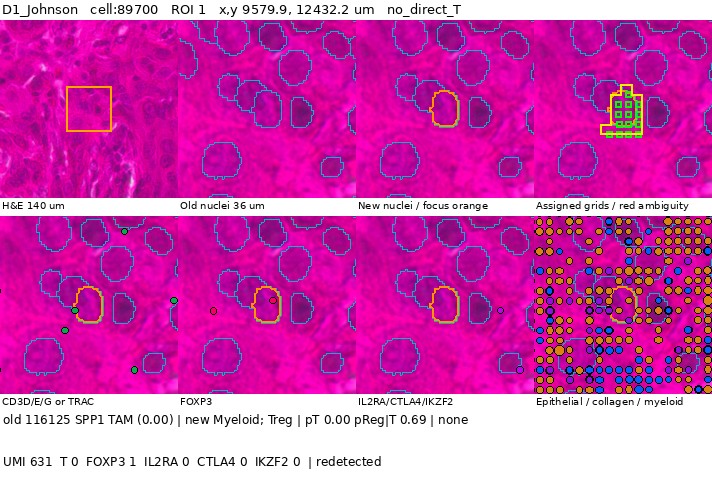 D1_Johnson cell:89700 ROI 1 x,y 9579.9, 12432.2 um no_direct_T
H&E 140 um
Old nuclei 36 um
New nuclei / focus orange
Assigned grids / red ambiguity
CD3D/E/G or TRAC
FOXP3
IL2RA/CTLA4/IKZF2
Epithelial / collagen / myeloid
old 116125 SPP1 TAM (0.00) | new Myeloid; Treg | pT 0.00 pReg|T 0.69 | none
UMI 631 T 0 FOXP3 1 IL2RA 0 CTLA4 0 IKZF2 0 | redetected